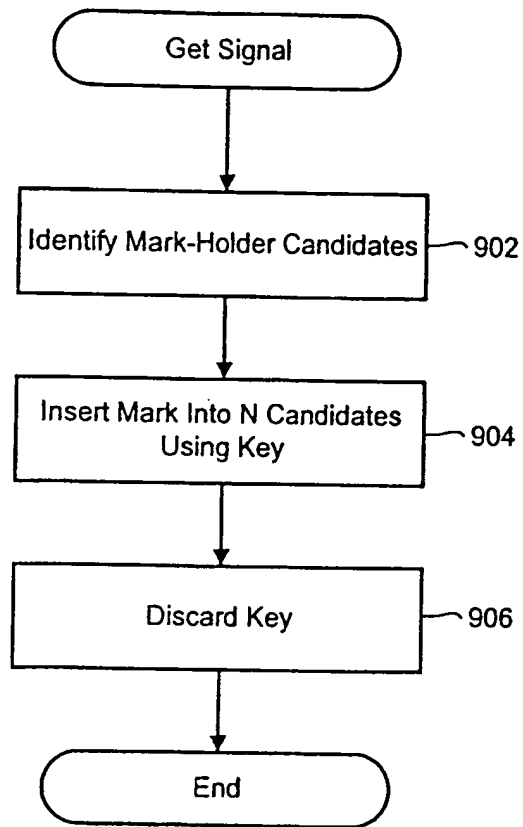 Get Signal
Identify Mark-Holder Candidates
902
Insert Mark Into N Candidates
Using Key
904
Discard Key
906
End